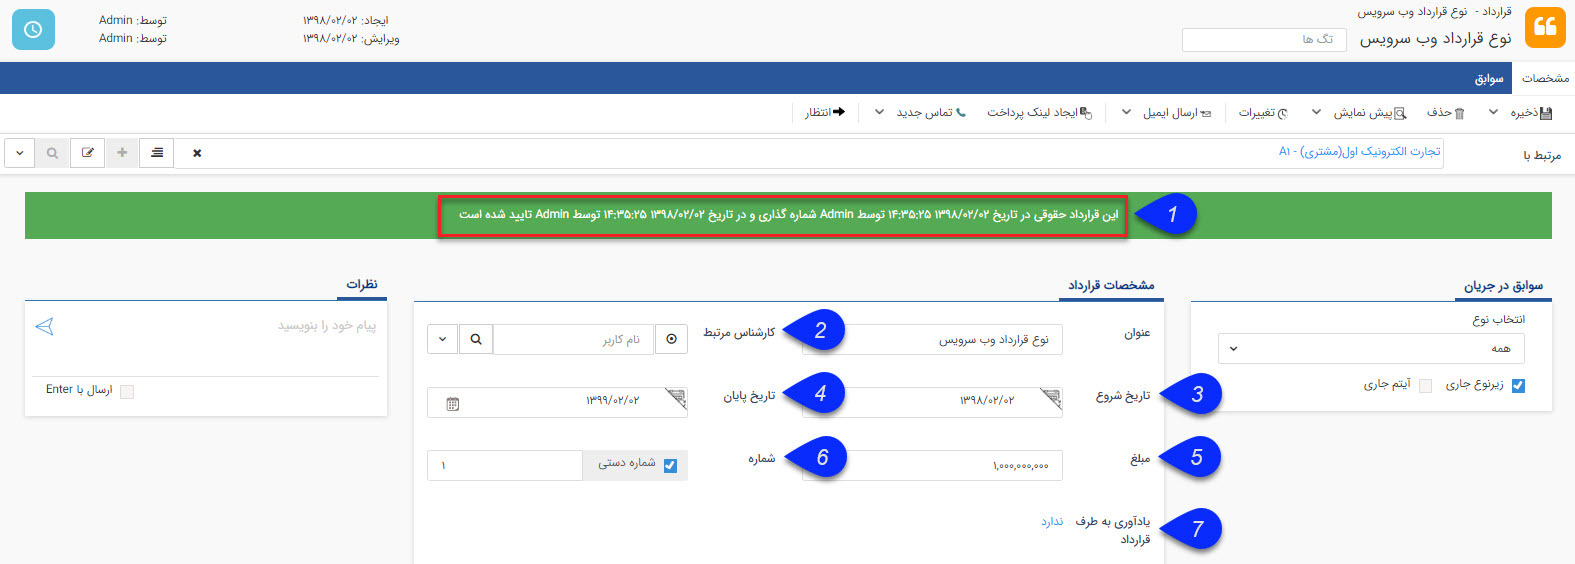 قرارداد - نوع قرارداد وب سرویس
نوع قرارداد وب سرویس
تگ ها
ایجاد: ۱۳۹۸/۰۲/۰۲ توسط: Admin
ویرایش: ۱۳۹۸/۰۲/۰۲ توسط: Admin
مشخصات سوابق
ذخیره حذف پیش نمایش تغییرات ارسال ایمیل ایجاد لینک پرداخت تماس جدید انتظار
مرتبط با تجارت الکترونیک اول(مشتری) - A۱
این قرارداد حقوقی در تاریخ ۱۳۹۸/۰۲/۰۲ ۱۴:۳۵:۲۵ توسط Admin شماره گذاری و در تاریخ ۱۳۹۸/۰۲/۰۲ ۱۴:۳۵:۲۵ توسط Admin تایید شده است
1
سوابق در جریان
انتخاب نوع
همه
زیرنوع جاری آیتم جاری
مشخصات قرارداد
عنوان نوع قرارداد وب سرویس
2 کارشناس مرتبط نام کاربر
3 تاریخ شروع ۱۳۹۸/۰۲/۰۲
4 تاریخ پایان ۱۳۹۹/۰۲/۰۲
5 مبلغ ۱,۰۰۰,۰۰۰,۰۰۰
6 شماره شماره دستی ۱
7 یادآوری به طرف ندارد
قرارداد
نظرات
پیام خود را بنویسید
ارسال با Enter